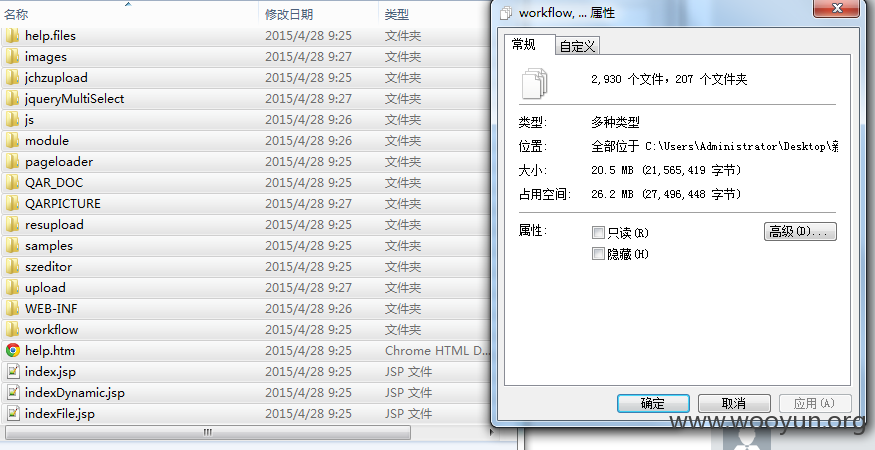 名称 修改日期 类型
help.files 2015/4/28 9:25 文件夹
images 2015/4/28 9:27 文件夹
jchzupload 2015/4/28 9:25 文件夹
jqueryMultiSelect 2015/4/28 9:27 文件夹
js 2015/4/28 9:26 文件夹
module 2015/4/28 9:26 文件夹
pageloader 2015/4/28 9:25 文件夹
QAR_DOC 2015/4/28 9:25 文件夹
QARPICTURE 2015/4/28 9:27 文件夹
resupload 2015/4/28 9:25 文件夹
samples 2015/4/28 9:25 文件夹
szeditor 2015/4/28 9:25 文件夹
upload 2015/4/28 9:27 文件夹
WEB-INF 2015/4/28 9:26 文件夹
workflow 2015/4/28 9:25 文件夹
help.htm 2015/4/28 9:25 Chrome HTML D...
index.jsp 2015/4/28 9:25 JSP 文件
indexDynamic.jsp 2015/4/28 9:25 JSP 文件
indexFile.jsp 2015/4/28 9:25 JSP 文件
workflow, ... 属性
常规 自定义
2,930 个文件，207 个文件夹
类型: 多种类型
位置: 全部位于 C:\Users\Administrator\Desktop\
大小: 20.5 MB (21,565,419 字节)
占用空间: 26.2 MB (27,496,448 字节)
属性: 只读(R) 高级(D)...
隐藏(H)
确定 取消 应用(A)
www.wooyun.org